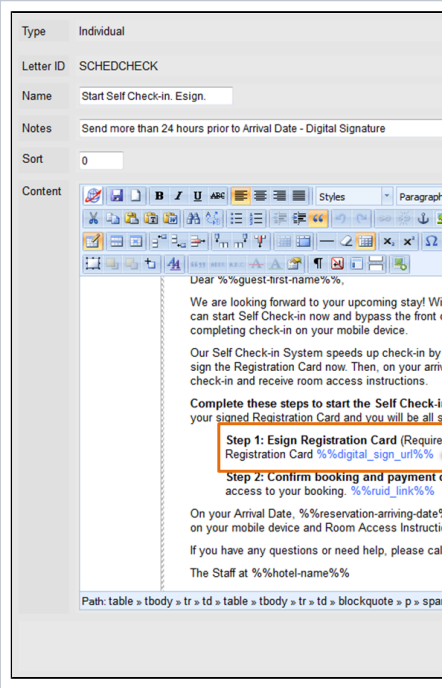 Type Individual
Letter ID SCHEDCHECK
Name Start Self Check-in. Esign.
Notes Send more than 24 hours prior to Arrival Date - Digital Signature
Sort 0
Content
B I U ABC Styles Paragraph
Dear %%guest-first-name%%,
We are looking forward to your upcoming stay! Wi
can start Self Check-in now and bypass the front
completing check-in on your mobile device.
Our Self Check-in System speeds up check-in by
sign the Registration Card now. Then, on your arri
check-in and receive room access instructions.
Complete these steps to start the Self Check-i
your signed Registration Card and you will be all s
Step 1: Esign Registration Card (Require
Registration Card %%digital_sign_url%%
Step 2: Confirm booking and payment
access to your booking. %%ruid_link%%
On your Arrival Date, %%reservation-arriving-date%
on your mobile device and Room Access Instructi
If you have any questions or need help, please cal
The Staff at %%hotel-name%%
Path: table » tbody » tr » td » table » tbody » tr » td » blockquote » p » spa